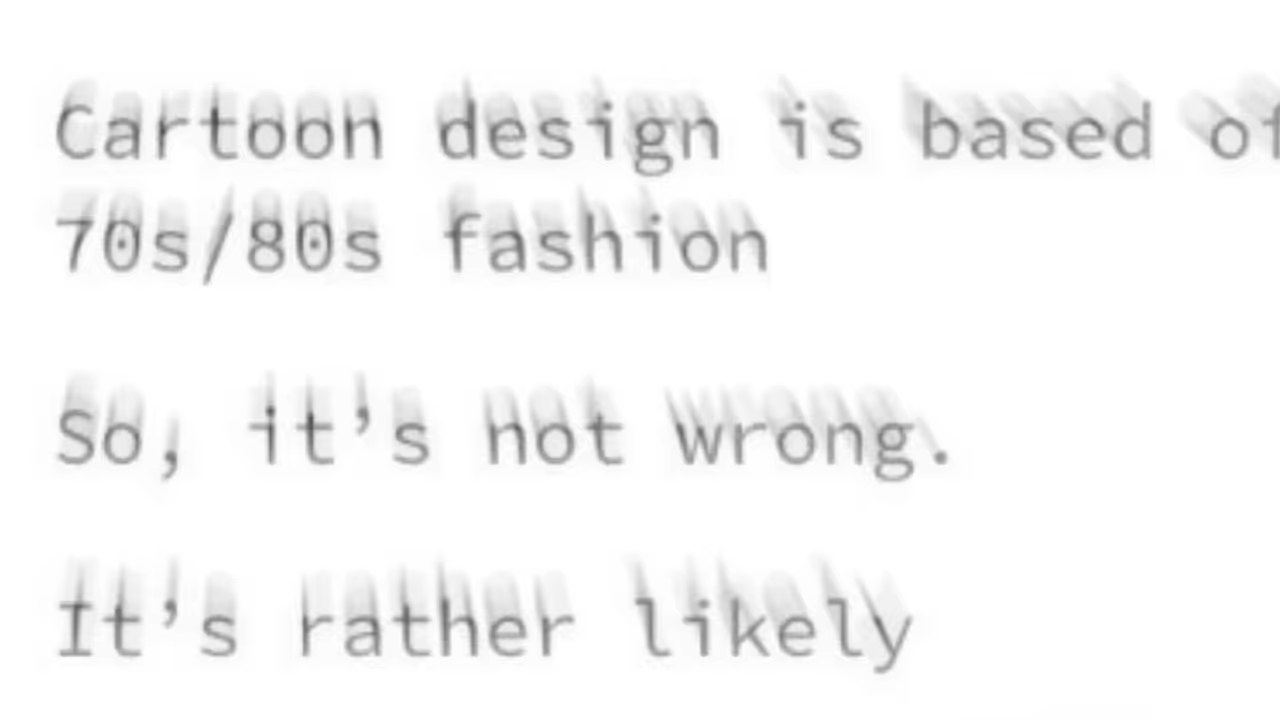 Cartoon design is based of
70s/80s fashion
So, it's not wrong.
It's rather likely